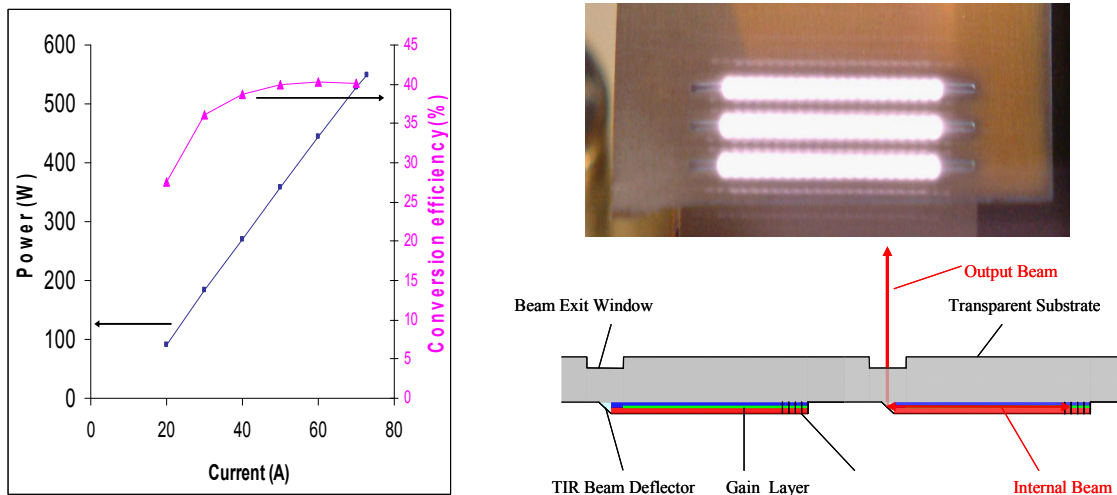 600
500
400
300
200
100
0
Power (W)
45
40
35
30
25
20
15
10
5
0
Conversion efficiency (%)
0
20
40
60
80
Current (A)
Output Beam
Beam Exit Window
Transparent Substrate
TIR Beam Deflector
Gain Layer
Internal Beam